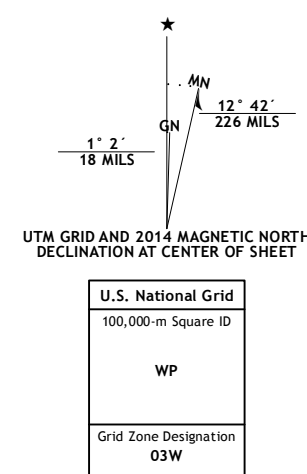 ★
MN
GN
12° 42´
226 MILS
1° 2´
18 MILS
UTM GRID AND 2014 MAGNETIC NORTH
DECLINATION AT CENTER OF SHEET
U.S. National Grid
100,000-m Square ID
WP
Grid Zone Designation
03W